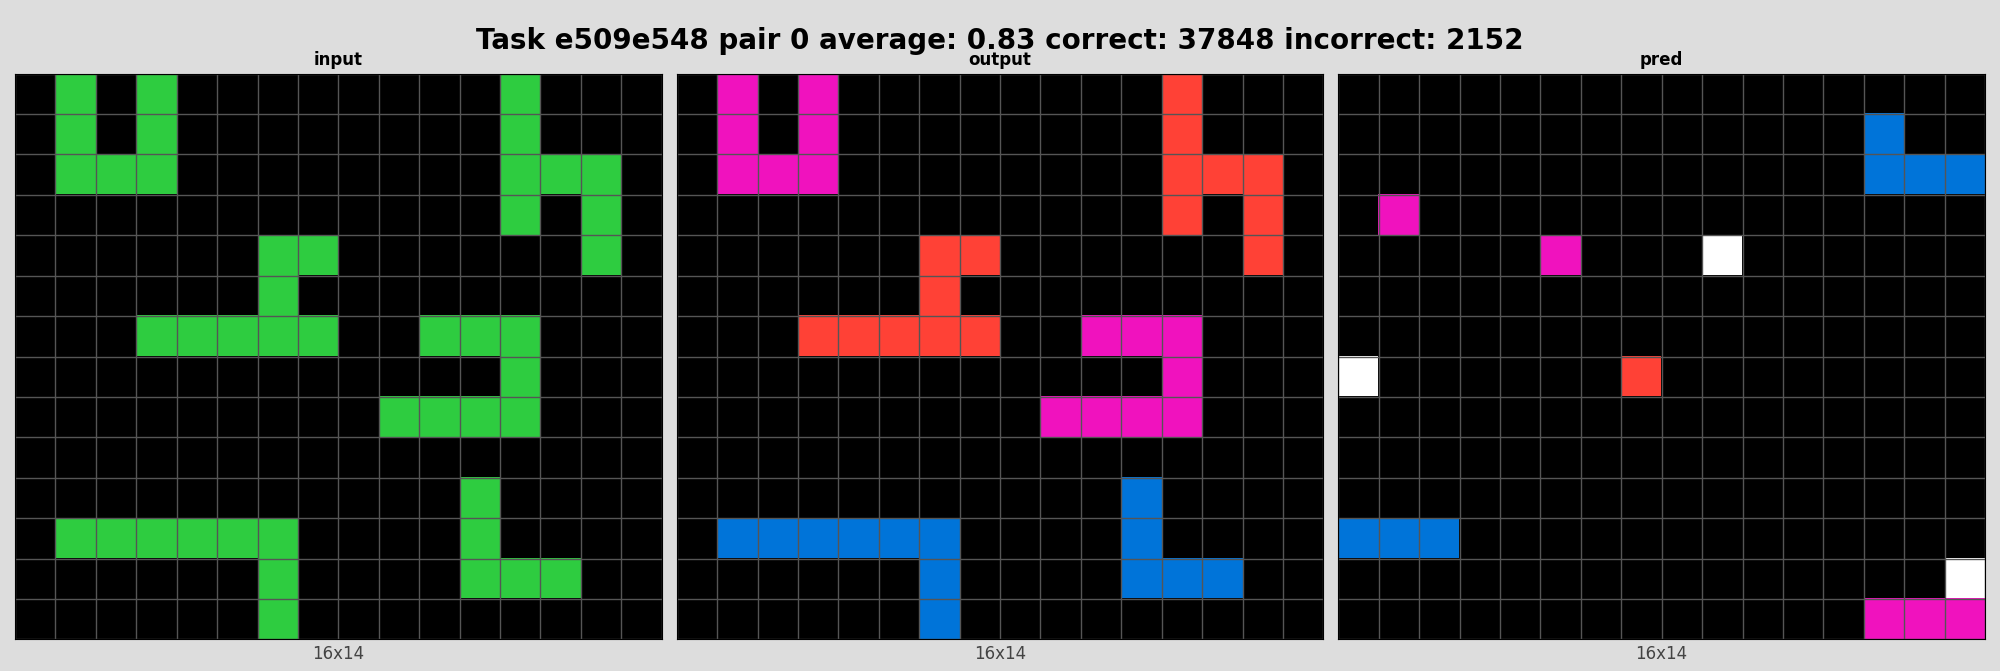 Task e509e548 pair 0 average: 0.83 correct: 37848 incorrect: 2152
input
output
pred
16x14
16x14
16x14